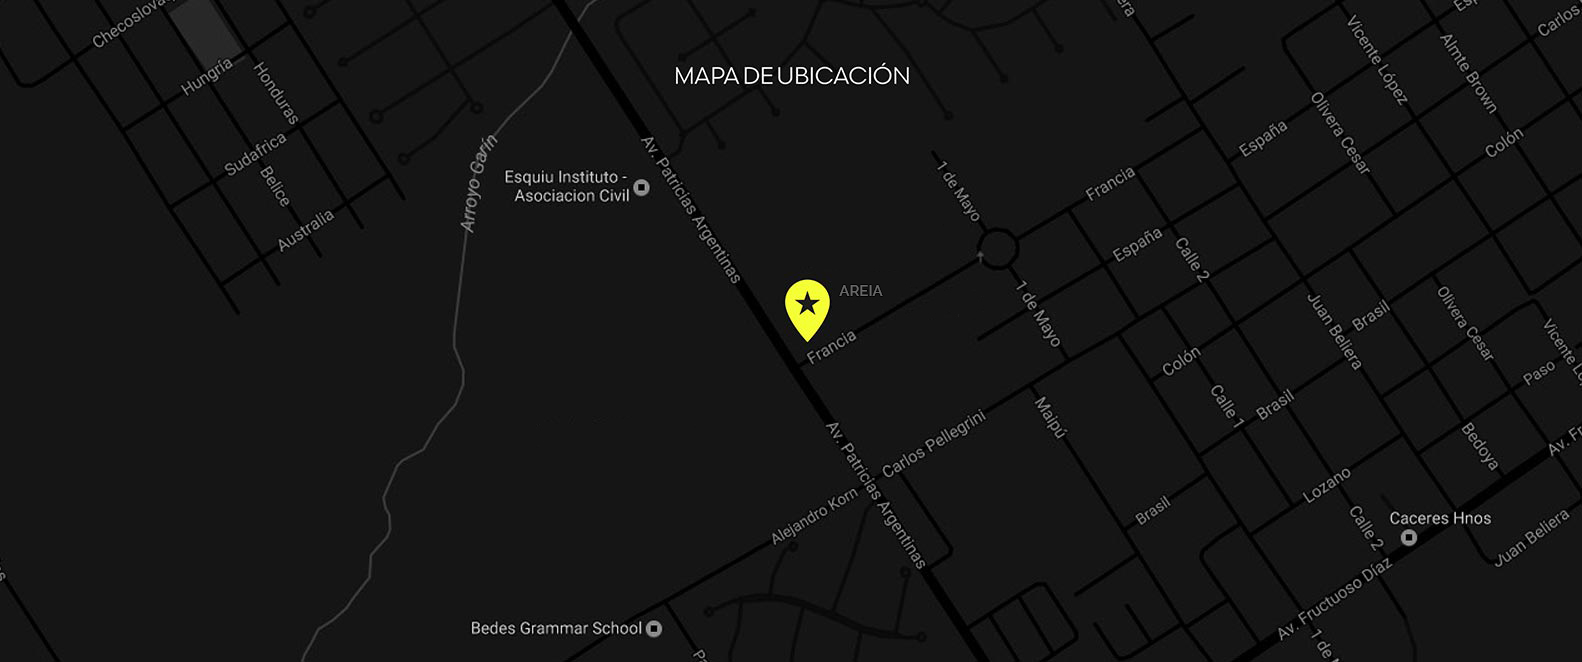 Checoslova
Hungría
Honduras
Sudafrica
Belice
Australia
Arroyo Garín
MAPA DE UBICACIÓN
Esquiu Instituto -
Asociacion Civil
Av. Patricias Argentinas
AREIA
Francia
1 de Mayo
Francia
España
Vicente López
Almte Brown
Carlos
Olivera Cesar
Colón
España
Calle 2
1 de Mayo
Juan Beliera
Brasil
Olivera Cesar
Vicente Ló
Colón
Paso
Calle 1
Brasil
Maipú
Carlos Pellegrini
Av. Patricias Argentinas
Alejandro Korn
Bedoya
Av. Fr
Lozano
Brasil
Calle 2
Caceres Hnos
Juan Beliera
Av. Fructuoso Díaz
1 de M
Bedes Grammar School